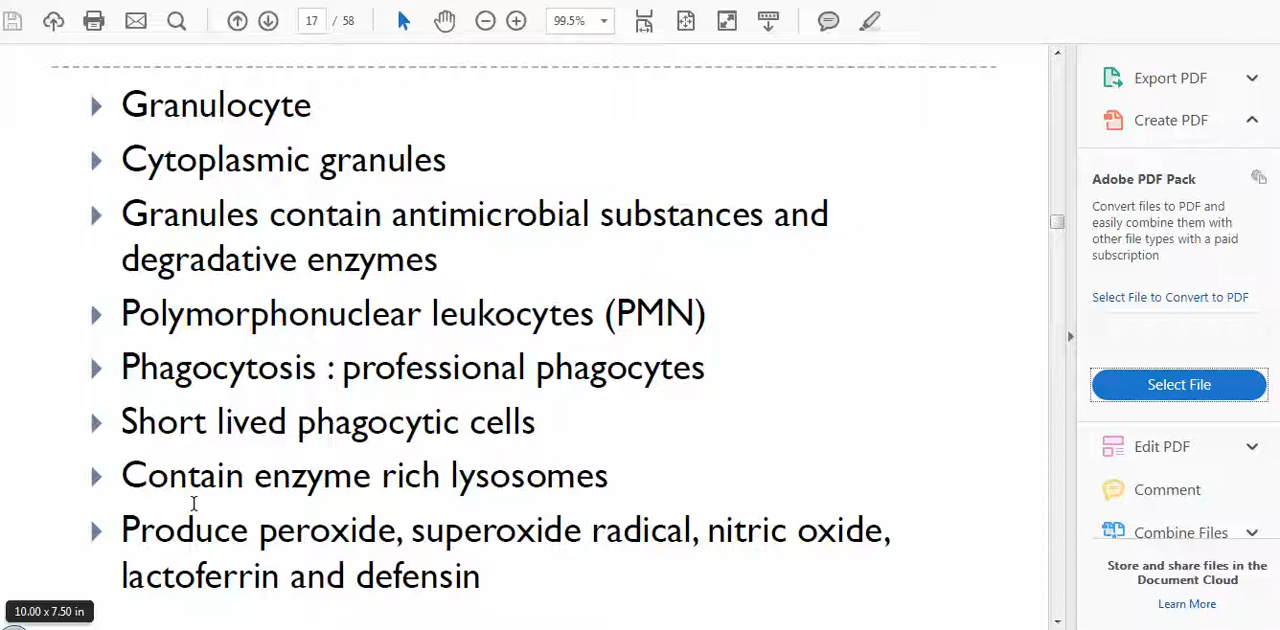 17 / 58
99.5%
Granulocyte
Cytoplasmic granules
Granules contain antimicrobial substances and
degradative enzymes
Polymorphonuclear leukocytes (PMN)
Phagocytosis : professional phagocytes
Short lived phagocytic cells
Contain enzyme rich lysosomes
Produce peroxide, superoxide radical, nitric oxide,
lactoferrin and defensin
10.00 x 7.50 in
Export PDF
Create PDF
Adobe PDF Pack
Convert files to PDF and
easily combine them with
other file types with a paid
subscription
Select File to Convert to PDF
Select File
Edit PDF
Comment
Combine Files
Store and share files in the
Document Cloud
Learn More